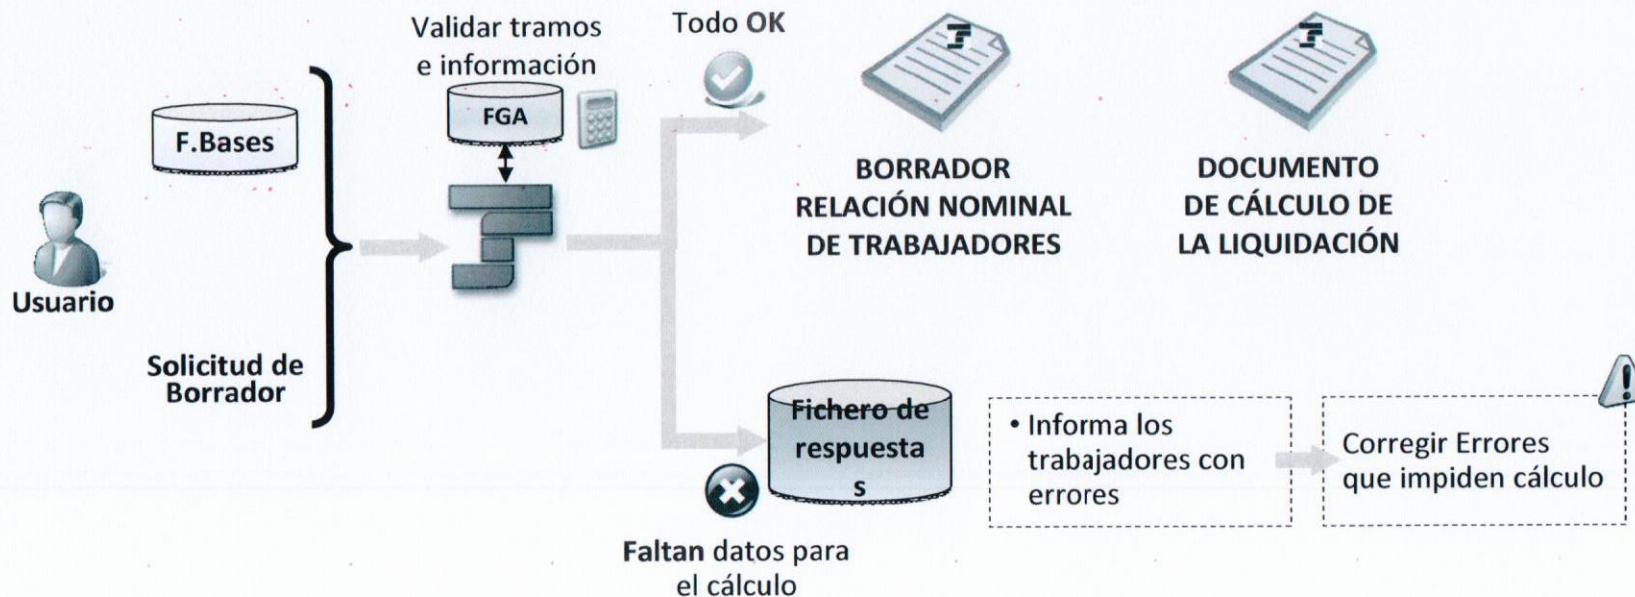 Validar tramos
e información
Todo OK
F.Bases
FGA
Usuario
Solicitud de
Borrador
BORRADOR
RELACIÓN NOMINAL
DE TRABAJADORES
DOCUMENTO
DE CÁLCULO DE
LA LIQUIDACIÓN
Fichero de
respuesta
s
Faltan datos para
el cálculo
• Informa los
trabajadores con
errores
Corregir Errores
que impiden cálculo